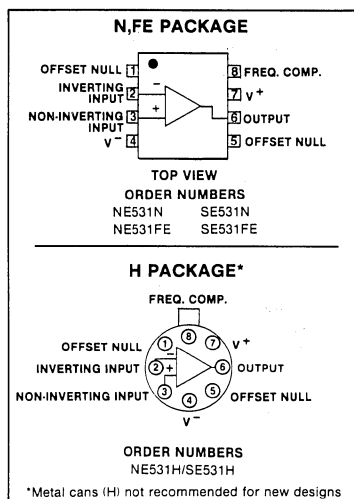 N,FE PACKAGE
OFFSET NULL 1
8 FREQ. COMP.
INVERTING INPUT 2
−
7 V+
NON-INVERTING INPUT 3
+
6 OUTPUT
V− 4
5 OFFSET NULL
TOP VIEW
ORDER NUMBERS
NE531N SE531N
NE531FE SE531FE
H PACKAGE*
FREQ. COMP.
8
OFFSET NULL 1
7 V+
−
INVERTING INPUT 2
+
6 OUTPUT
NON-INVERTING INPUT 3
5 OFFSET NULL
4
V−
ORDER NUMBERS
NE531H/SE531H
*Metal cans (H) not recommended for new designs